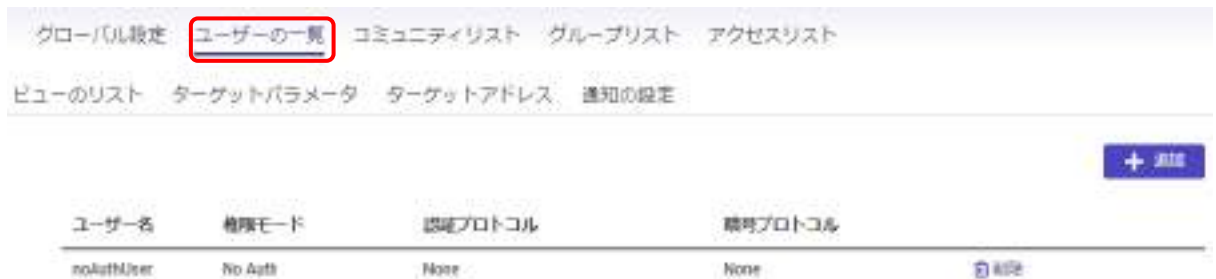 グローバル設定 ユーザーの一覧 コミュニティリスト グループリスト アクセスリスト
ビューのリスト ターゲットパラメータ ターゲットアドレス 通知の設定
+ 追加
ユーザー名 権限モード 認証プロトコル 暗号プロトコル
noAuthUser No Auth None None 削除